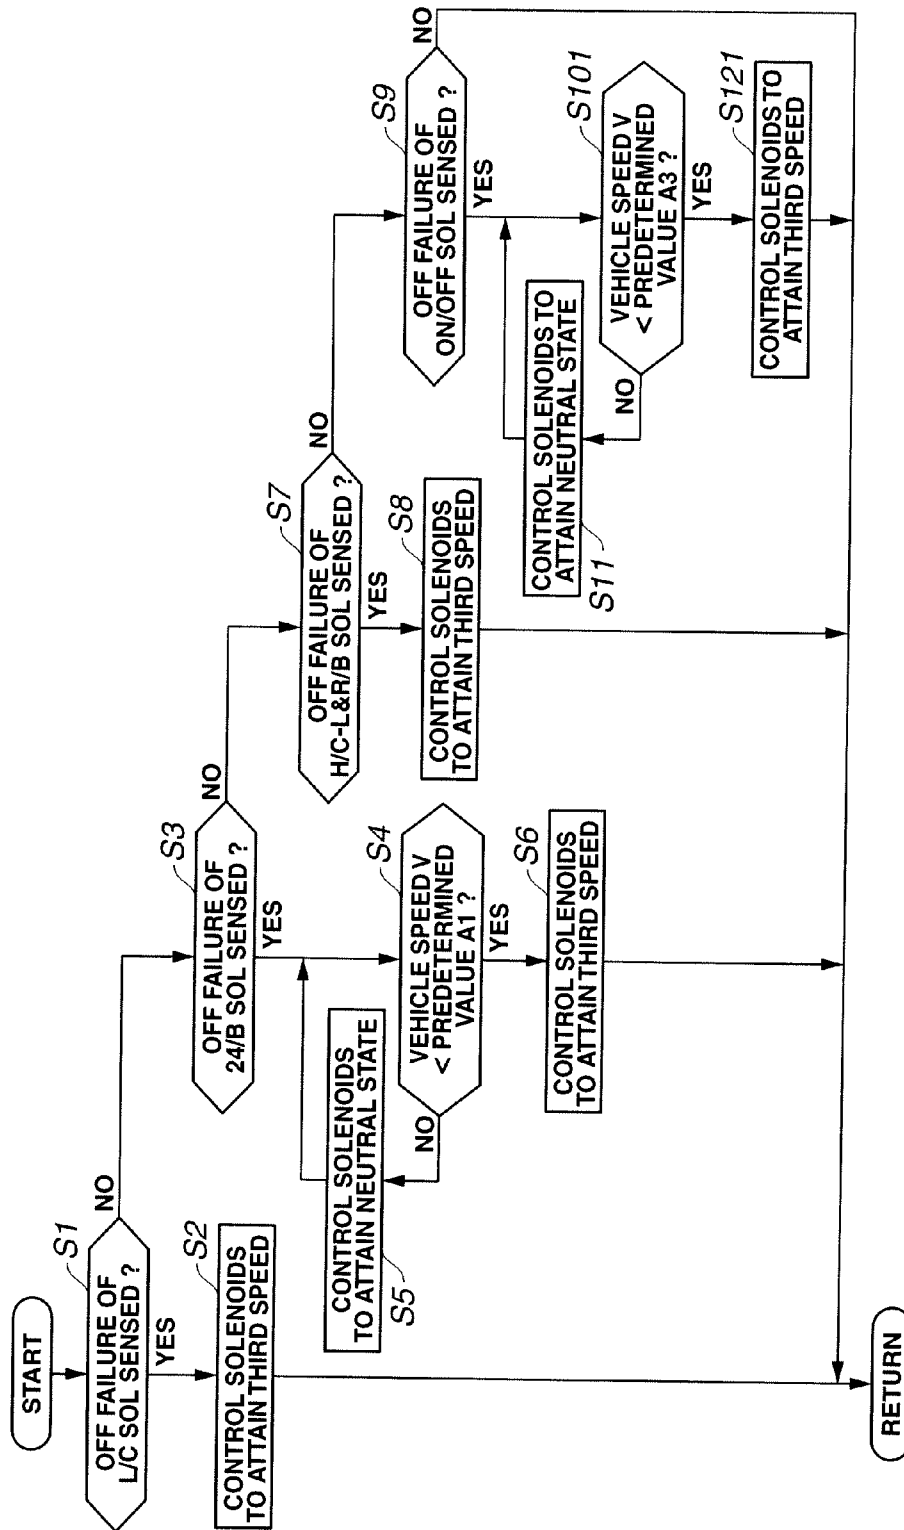 START
S1
OFF FAILURE OF
L/C SOL SENSED ?
NO
YES
S2
CONTROL SOLENOIDS
TO ATTAIN THIRD SPEED
S3
OFF FAILURE OF
24/B SOL SENSED ?
NO
YES
S4
VEHICLE SPEED V
< PREDETERMINED
VALUE A1 ?
NO
YES
CONTROL SOLENOIDS
TO ATTAIN NEUTRAL STATE
S5
S6
CONTROL SOLENOIDS
TO ATTAIN THIRD SPEED
S7
OFF FAILURE OF
H/C-L&R/B SOL SENSED ?
NO
YES
S8
CONTROL SOLENOIDS
TO ATTAIN THIRD SPEED
S9
OFF FAILURE OF
ON/OFF SOL SENSED ?
NO
YES
S101
VEHICLE SPEED V
< PREDETERMINED
VALUE A3 ?
NO
YES
CONTROL SOLENOIDS TO
ATTAIN NEUTRAL STATE
S11
S121
CONTROL SOLENOIDS TO
ATTAIN THIRD SPEED
RETURN